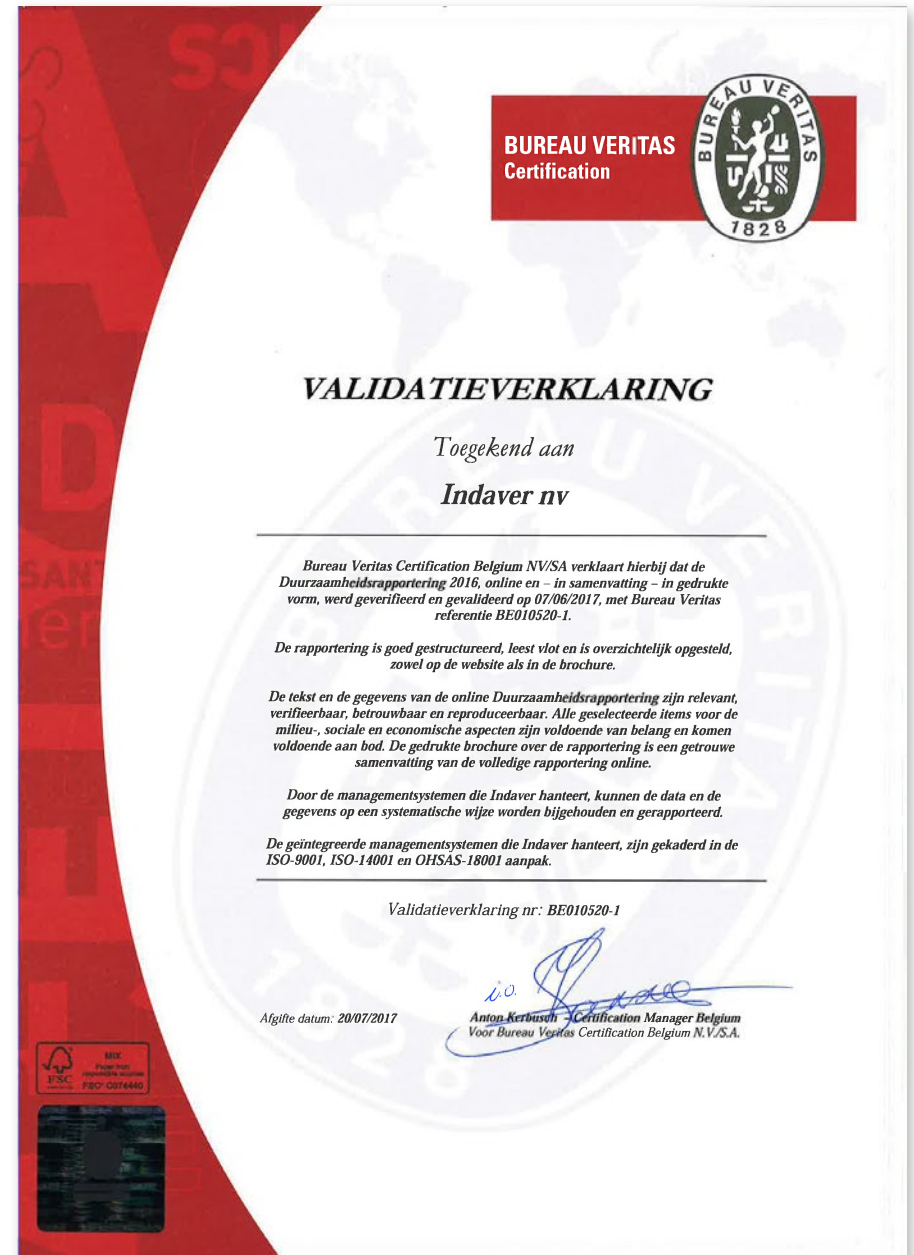 BUREAU VERITAS
Certification
BUREAU VERITAS
1828
VALIDATIEVERKLARING
Toegekend aan
Indaver nv
Bureau Veritas Certification Belgium NV/SA verklaart hierbij dat de
Duurzaamheidsrapportering 2016, online en – in samenvatting – in gedrukte
vorm, werd geverifieerd en gevalideerd op 07/06/2017, met Bureau Veritas
referentie BE010520-1.
De rapportering is goed gestructureerd, leest vlot en is overzichtelijk opgesteld,
zowel op de website als in de brochure.
De tekst en de gegevens van de online Duurzaamheidsrapportering zijn relevant,
verifieerbaar, betrouwbaar en reproduceerbaar. Alle geselecteerde items voor de
milieu-, sociale en economische aspecten zijn voldoende van belang en komen
voldoende aan bod. De gedrukte brochure over de rapportering is een getrouwe
samenvatting van de volledige rapportering online.
Door de managementsystemen die Indaver hanteert, kunnen de data en de
gegevens op een systematische wijze worden bijgehouden en gerapporteerd.
De geïntegreerde managementsystemen die Indaver hanteert, zijn gekaderd in de
ISO-9001, ISO-14001 en OHSAS-18001 aanpak.
Validatieverklaring nr: BE010520-1
i.o.
Afgifte datum: 20/07/2017
Anton Kerbusch - Certification Manager Belgium
Voor Bureau Veritas Certification Belgium N.V./S.A.
MIX
Paper from
responsible sources
FSC
FSC® C074440